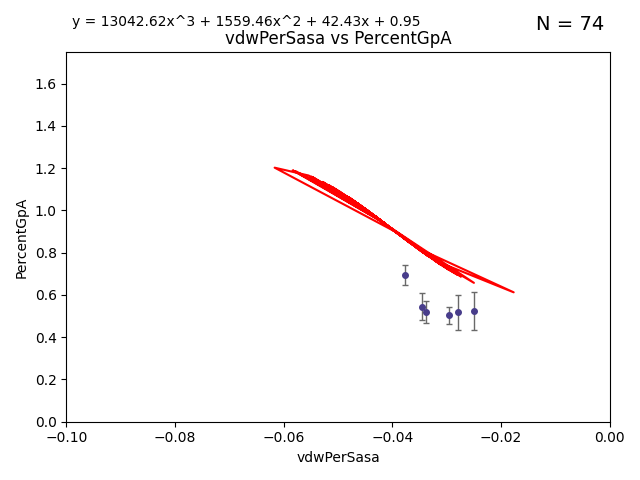 y = 13042.62x^3 + 1559.46x^2 + 42.43x + 0.95
N = 74
vdwPerSasa vs PercentGpA
1.6
1.4
1.2
1.0
0.8
0.6
0.4
0.2
0.0
PercentGpA
−0.10 −0.08 −0.06 −0.04 −0.02 0.00
vdwPerSasa